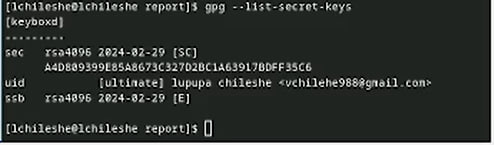 [lchileshe@lchileshe report]$ gpg --list-secret-keys
[keyboxd]
---------
sec   rsa4096 2024-02-29 [SC]
      A4D809399E85A8673C327D2BC1A63917BDFF35C6
uid           [ultimate] lupupa chileshe <vchilehe988@gmail.com>
ssb   rsa4096 2024-02-29 [E]
[lchileshe@lchileshe report]$